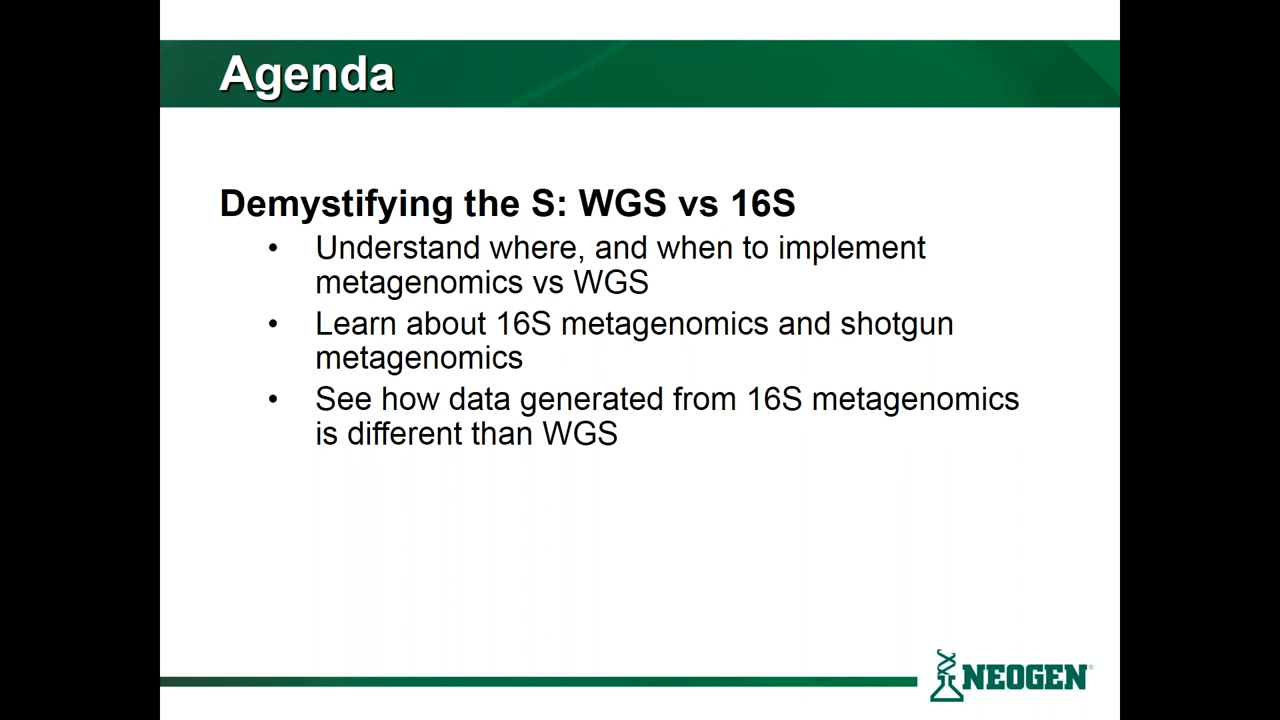 Agenda
Demystifying the S: WGS vs 16S
• Understand where, and when to implement
metagenomics vs WGS
• Learn about 16S metagenomics and shotgun
metagenomics
• See how data generated from 16S metagenomics
is different than WGS
NEOGEN®